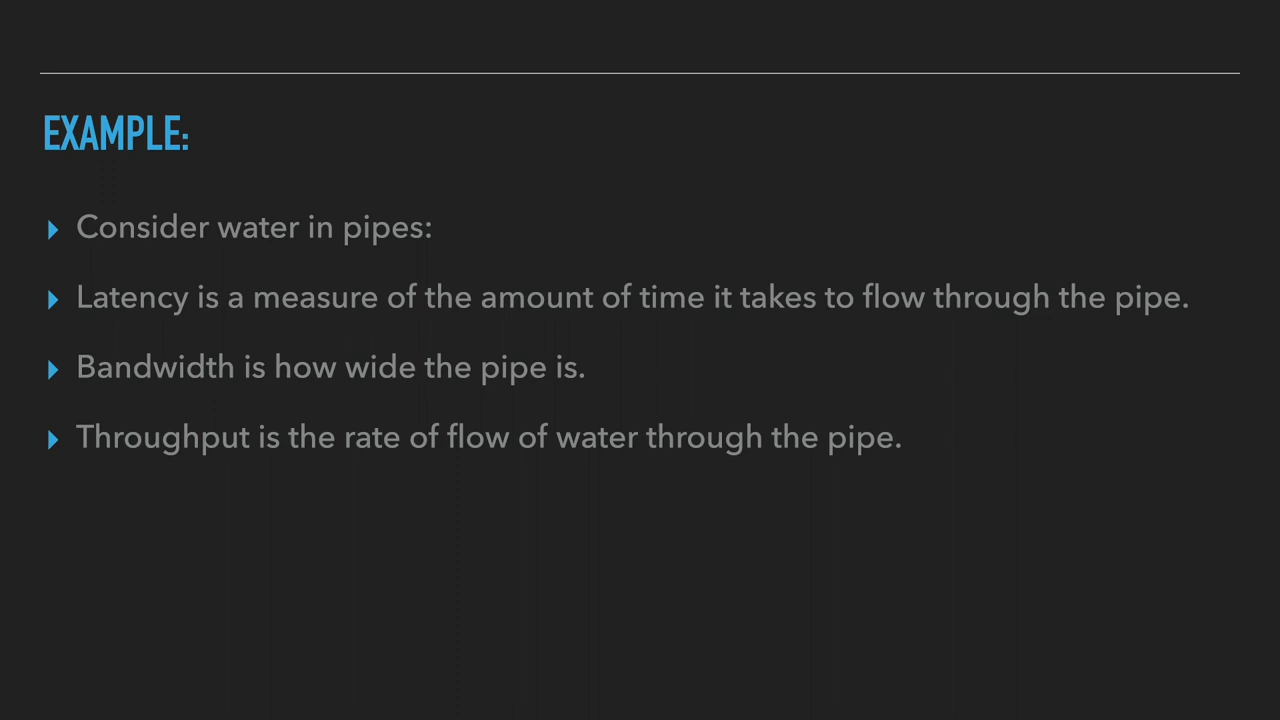 EXAMPLE:
Consider water in pipes:
Latency is a measure of the amount of time it takes to flow through the pipe.
Bandwidth is how wide the pipe is.
Throughput is the rate of flow of water through the pipe.